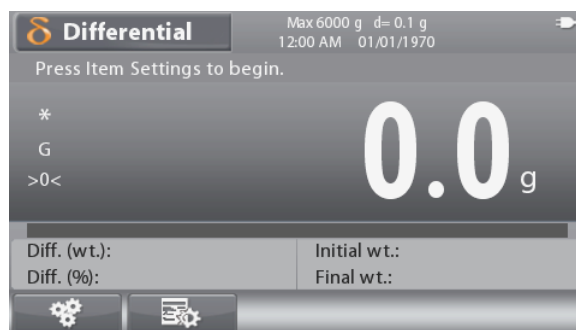 δ Differential
Max 6000 g d= 0.1 g
12:00 AM 01/01/1970
Press Item Settings to begin.
*
G
>0<
0.0 g
Diff. (wt.):
Initial wt.:
Diff. (%):
Final wt.: